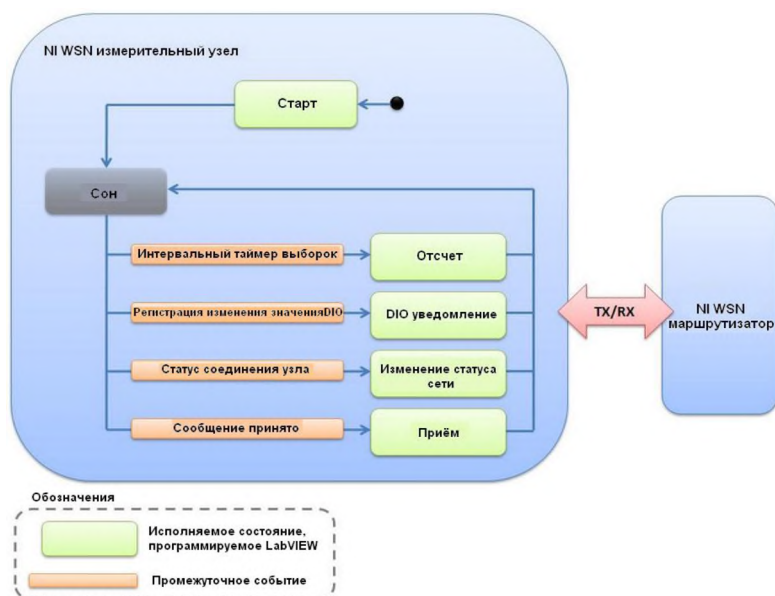 NI WSN измерительный узел
Старт
Сон
Интервальный таймер выборок
Отсчет
Регистрация изменения значенияDIO
DIO уведомление
Статус соединения узла
Изменение статуса
сети
Сообщение принято
Приём
TX/RX
NI WSN
маршрутизатор
Обозначения
Исполняемое состояние,
программируемое LabVIEW
Промежуточное событие